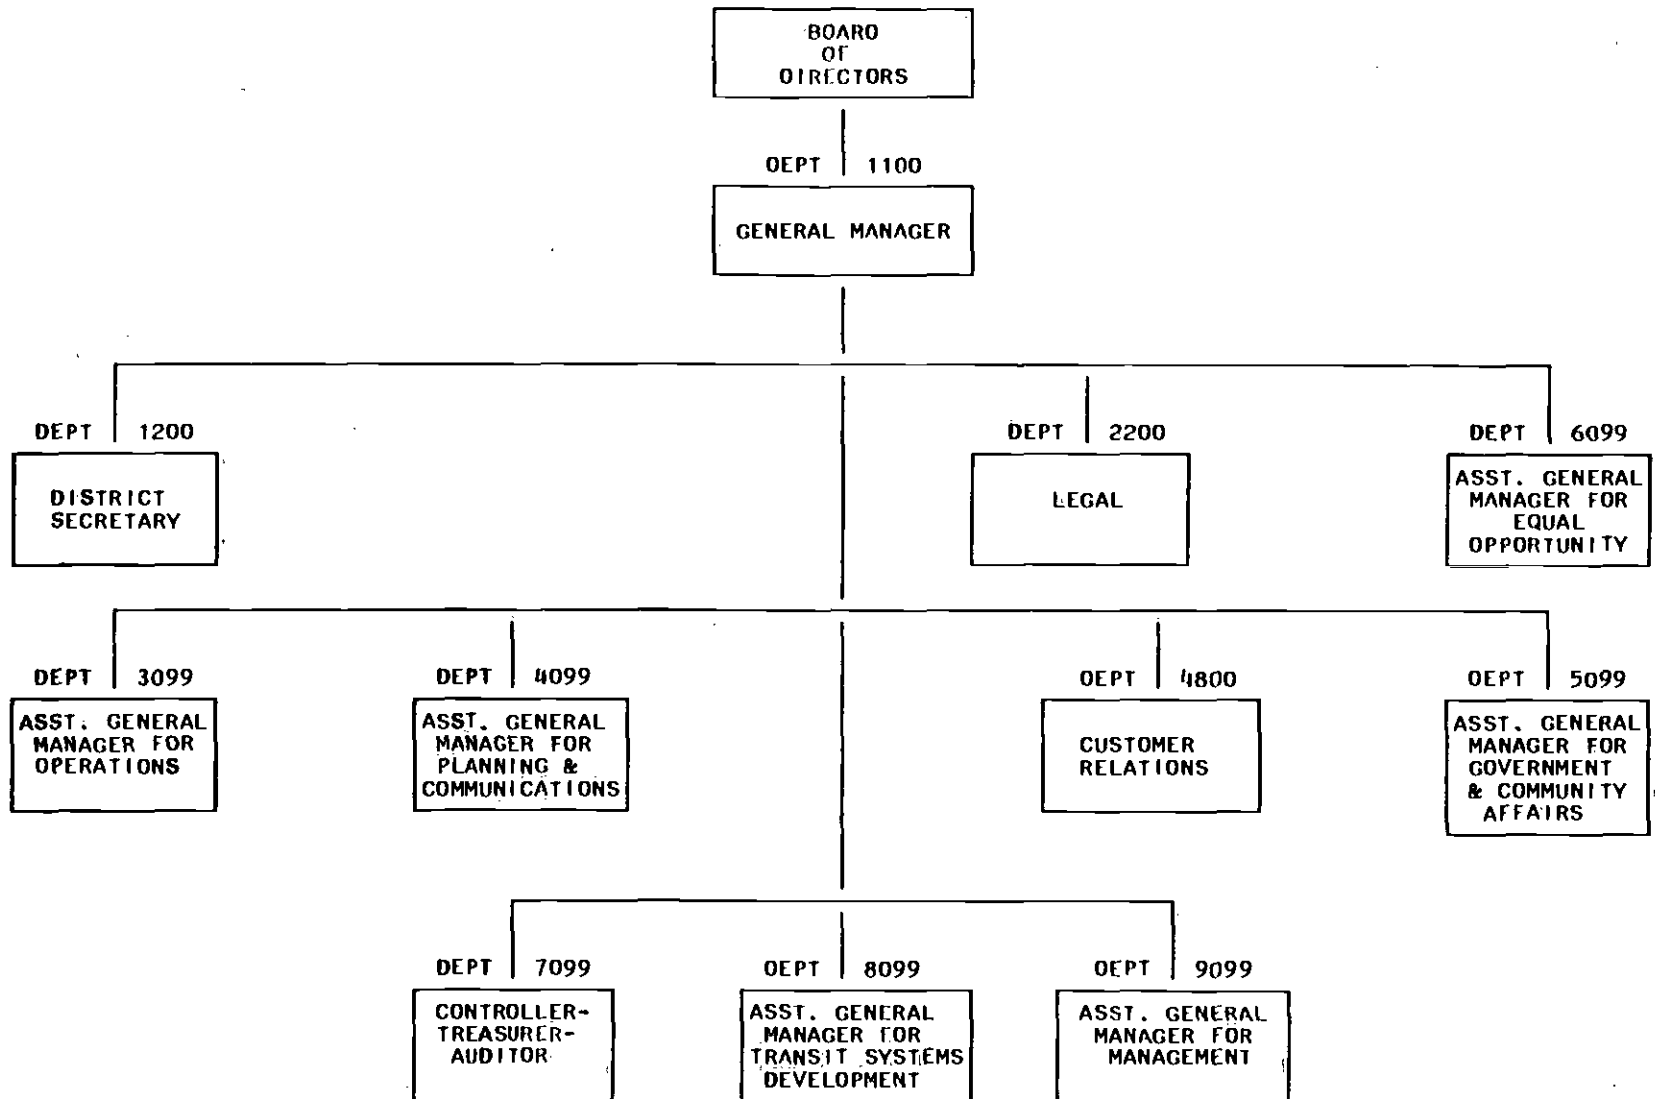 BOARD
OF
DIRECTORS
DEPT 1100
GENERAL MANAGER
DEPT 1200
DISTRICT
SECRETARY
DEPT 2200
LEGAL
DEPT 6099
ASST. GENERAL
MANAGER FOR
EQUAL
OPPORTUNITY
DEPT 3099
ASST. GENERAL
MANAGER FOR
OPERATIONS
DEPT 4099
ASST. GENERAL
MANAGER FOR
PLANNING &
COMMUNICATIONS
DEPT 4800
CUSTOMER
RELATIONS
DEPT 5099
ASST. GENERAL
MANAGER FOR
GOVERNMENT
& COMMUNITY
AFFAIRS
DEPT 7099
CONTROLLER-
TREASURER-
AUDITOR
DEPT 8099
ASST. GENERAL
MANAGER FOR
TRANSIT SYSTEMS
DEVELOPMENT
DEPT 9099
ASST. GENERAL
MANAGER FOR
MANAGEMENT